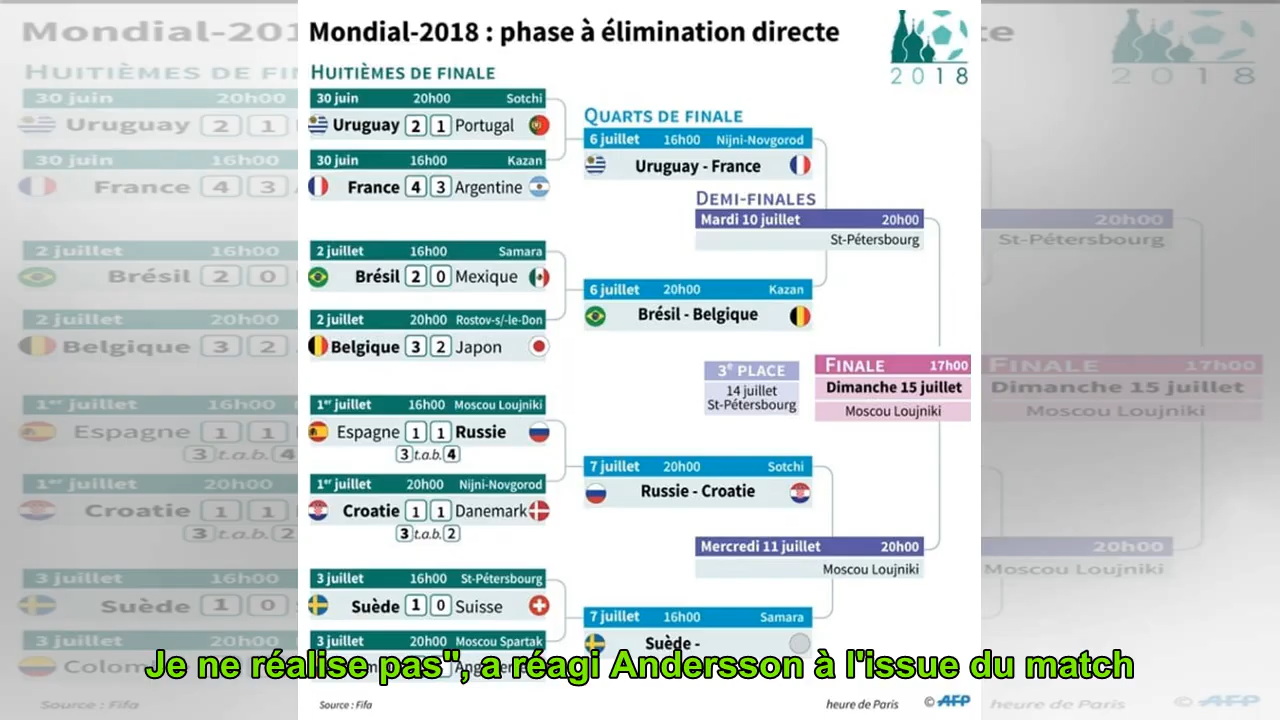 Mondial-2018 : phase à élimination directe
2018
HUITIÈMES DE FINALE
30 juin 20h00 Sotchi
Uruguay 2 1 Portugal
30 juin 16h00 Kazan
France 4 3 Argentine
2 juillet 16h00 Samara
Brésil 2 0 Mexique
2 juillet 20h00 Rostov-s/-le-Don
Belgique 3 2 Japon
1er juillet 16h00 Moscou Loujniki
Espagne 1 1 Russie
3 t.a.b. 4
1er juillet 20h00 Nijni-Novgorod
Croatie 1 1 Danemark
3 t.a.b. 2
3 juillet 16h00 St-Pétersbourg
Suède 1 0 Suisse
3 juillet 20h00 Moscou Spartak
QUARTS DE FINALE
6 juillet 16h00 Nijni-Novgorod
Uruguay - France
DEMI-FINALES
Mardi 10 juillet 20h00
St-Pétersbourg
6 juillet 20h00 Kazan
Brésil - Belgique
3e PLACE
14 juillet
St-Pétersbourg
FINALE 17h00
Dimanche 15 juillet
Moscou Loujniki
7 juillet 20h00 Sotchi
Russie - Croatie
Mercredi 11 juillet 20h00
Moscou Loujniki
7 juillet 16h00 Samara
Suède -
Je ne réalise pas", a réagi Andersson à l'issue du match
Source : Fifa
heure de Paris
© AFP